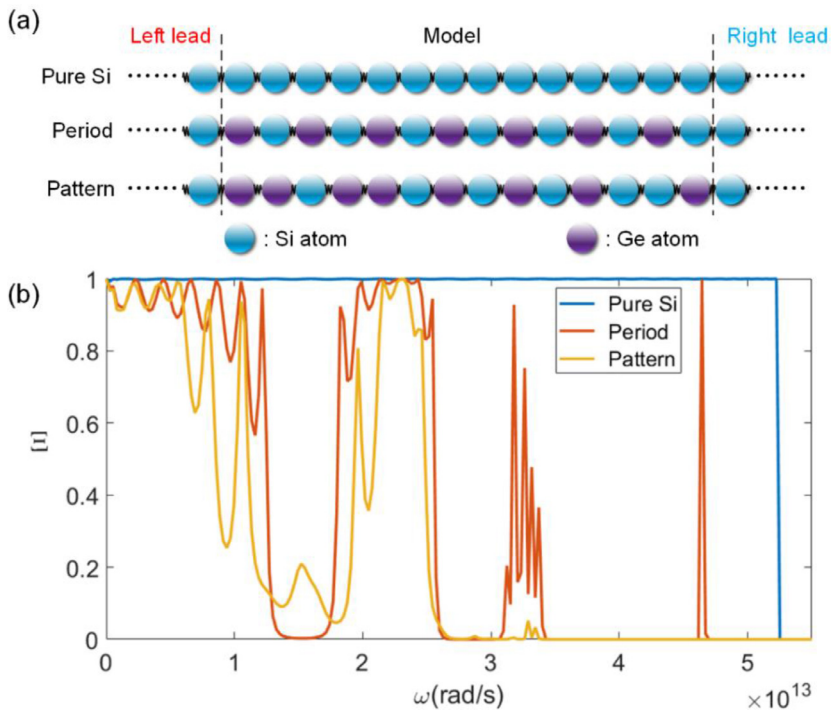 (a)
Left lead Model Right lead
Pure Si
Period
Pattern
: Si atom : Ge atom
(b)
1
0.8
0.6
0.4
0.2
0
Ξ
Pure Si
Period
Pattern
0 1 2 3 4 5
ω(rad/s) ×10¹³